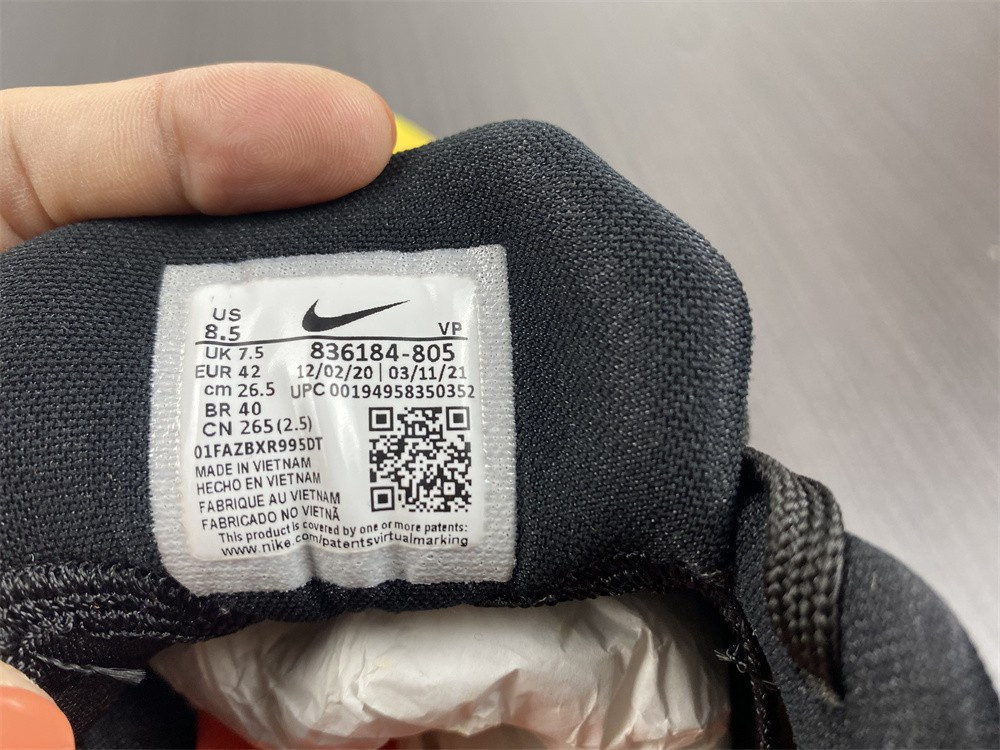 US
8.5 VP
UK 7.5 836184-805
EUR 42 12/02/20 | 03/11/21
cm 26.5 UPC 00194958350352
BR 40
CN 265 (2.5)
01FAZBXR995DT
MADE IN VIETNAM
HECHO EN VIETNAM
FABRIQUE AU VIETNAM
FABRICADO NO VIETNÃ
This product is covered by one or more patents:
www.nike.com/patentsvirtualmarking